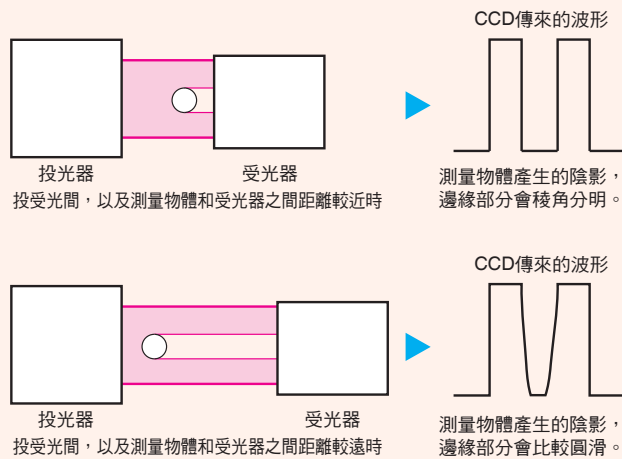 CCD傳來的波形
投光器
受光器
投受光間，以及測量物體和受光器之間距離較近時
測量物體產生的陰影，
邊緣部分會稜角分明。
CCD傳來的波形
投光器
受光器
投受光間，以及測量物體和受光器之間距離較遠時
測量物體產生的陰影，
邊緣部分會比較圓滑。